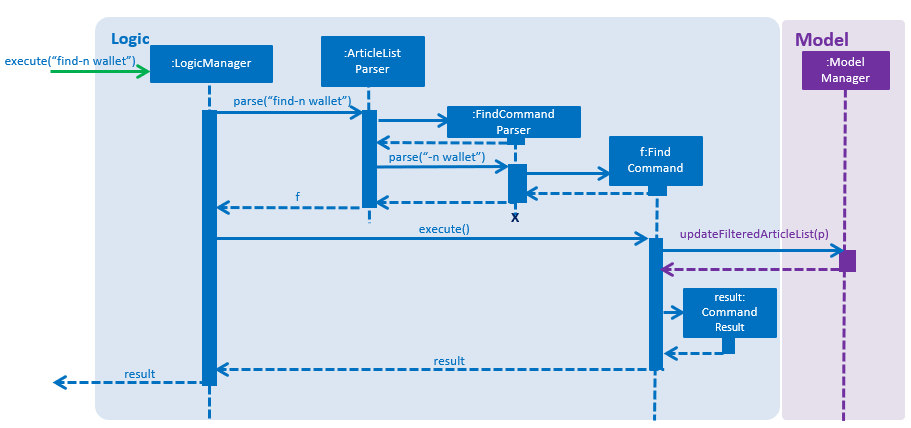 Logic
Model
execute(“find-n wallet”)
:LogicManager
:ArticleList
Parser
:Model
Manager
parse(“find-n wallet”)
:FindCommand
Parser
parse(“-n wallet”)
f:Find
Command
f
X
execute()
updateFilteredArticleList(p)
result:
Command
Result
result
result